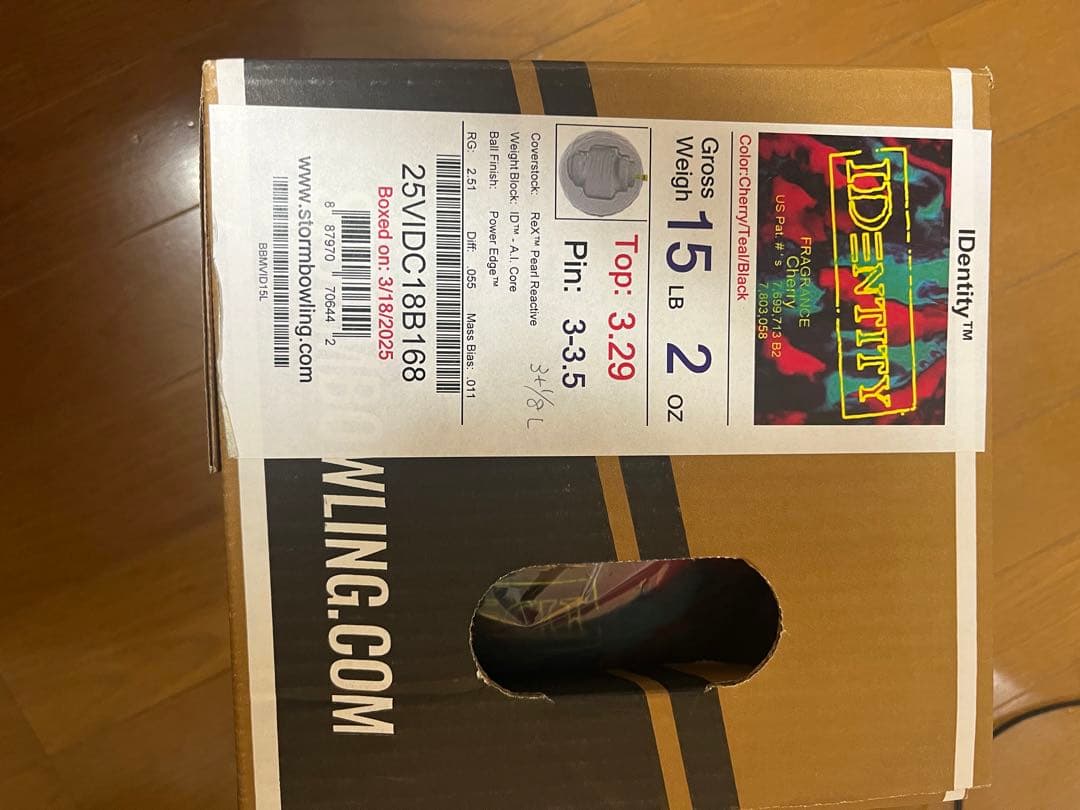 IDentity™
IDENTITY
FRAGRANCE
Cherry
US Pat. #'s 7,699,713 B2
7,803,058
Color:Cherry/Teal/Black
Gross
Weigh 15 LB 2 OZ
Top: 3.29
Pin: 3-3.5
Coverstock: ReX™ Pearl Reactive
3+1/8 L
Weight Block: ID™ - A.I. Core
Ball Finish: Power Edge™
RG: 2.51 Diff: .055 Mass Bias: .011
25VIDC18B168
Boxed on: 3/18/2025
8 87970 70644 2
www.stormbowling.com
BBMVID15L
WLING.COM